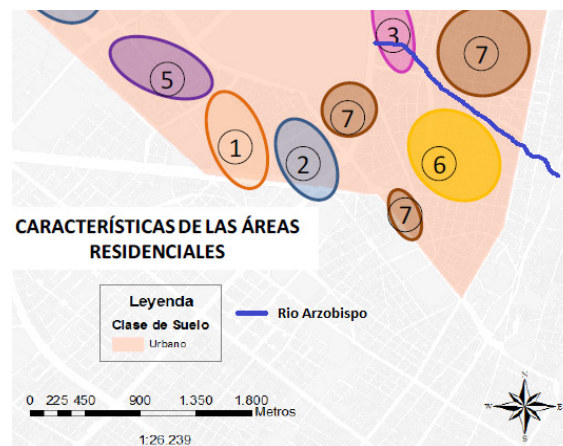 3
7
5
7
1
2
6
7
CARACTERÍSTICAS DE LAS ÁREAS
RESIDENCIALES
Leyenda
Clase de Suelo
Urbano
Rio Arzobispo
0 225 450 900 1.350 1.800
Metros
1:26 239
N
W E
S